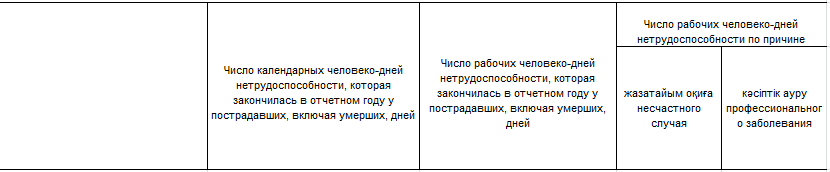 Число календарных человеко-дней
нетрудоспособности, которая
закончилась в отчетном году у
пострадавших, включая умерших, дней
Число рабочих человеко-дней
нетрудоспособности, которая
закончилась в отчетном году у
пострадавших, включая умерших,
дней
Число рабочих человеко-дней
нетрудоспособности по причине
жазатайым оқиға
несчастного
случая
кәсіптік ауру
профессиональног
о заболевания